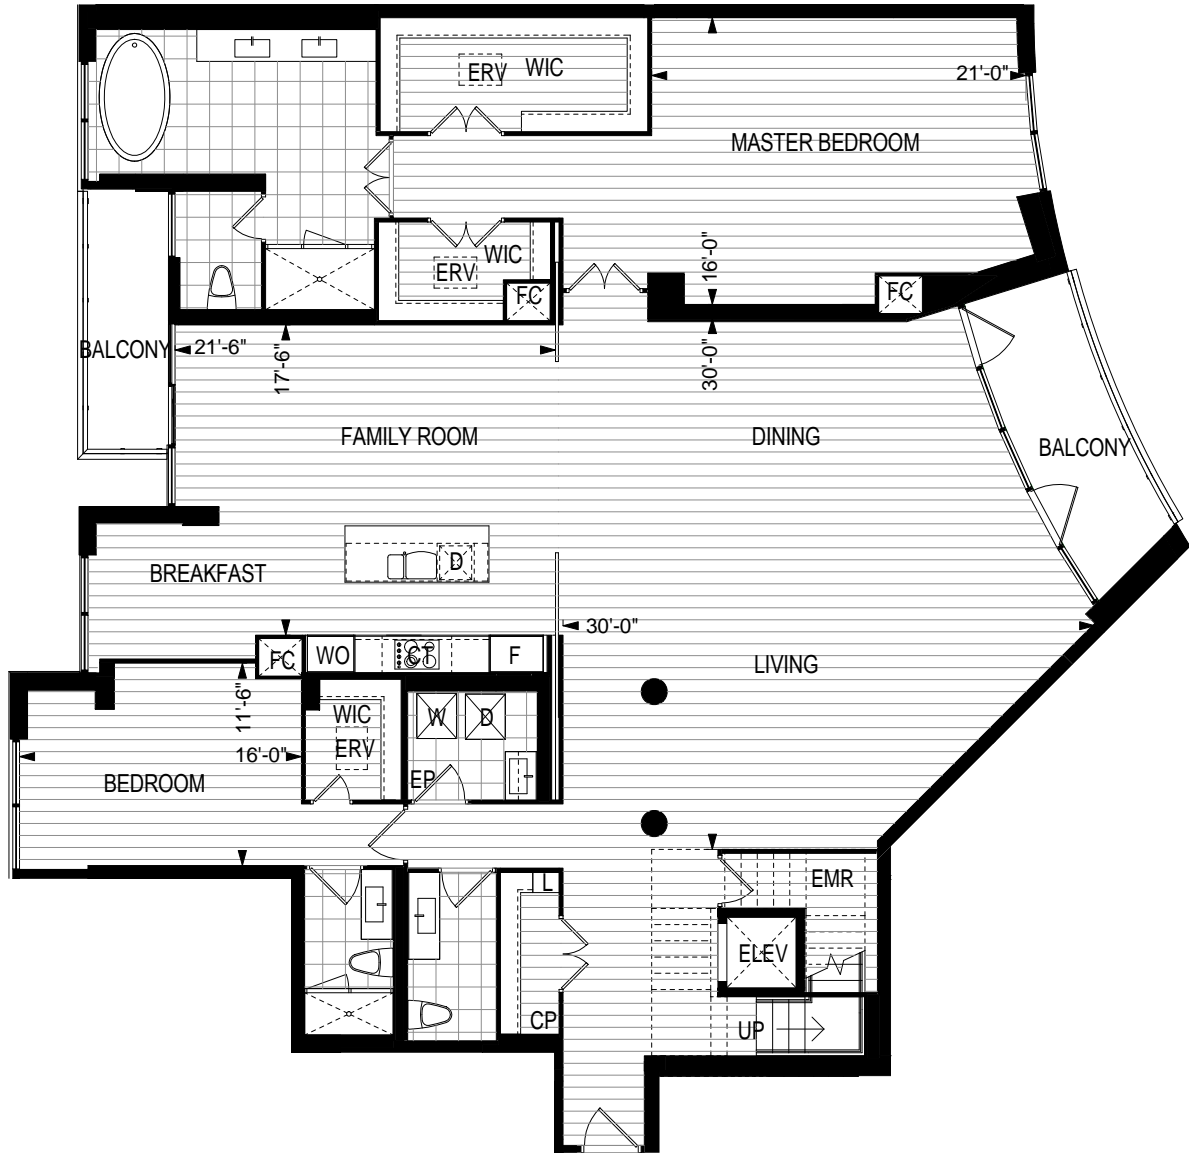 ERV
WIC
21'-0"
MASTER BEDROOM
WIC
ERV
16'-0"
FC
FC
BALCONY
21'-6"
17'-6"
30'-0"
FAMILY ROOM
DINING
BALCONY
D
BREAKFAST
30'-0"
FC
WO
CT
F
LIVING
11'-6"
WIC
W
D
16'-0"
ERV
EP
BEDROOM
L
EMR
ELEV
CP
UP